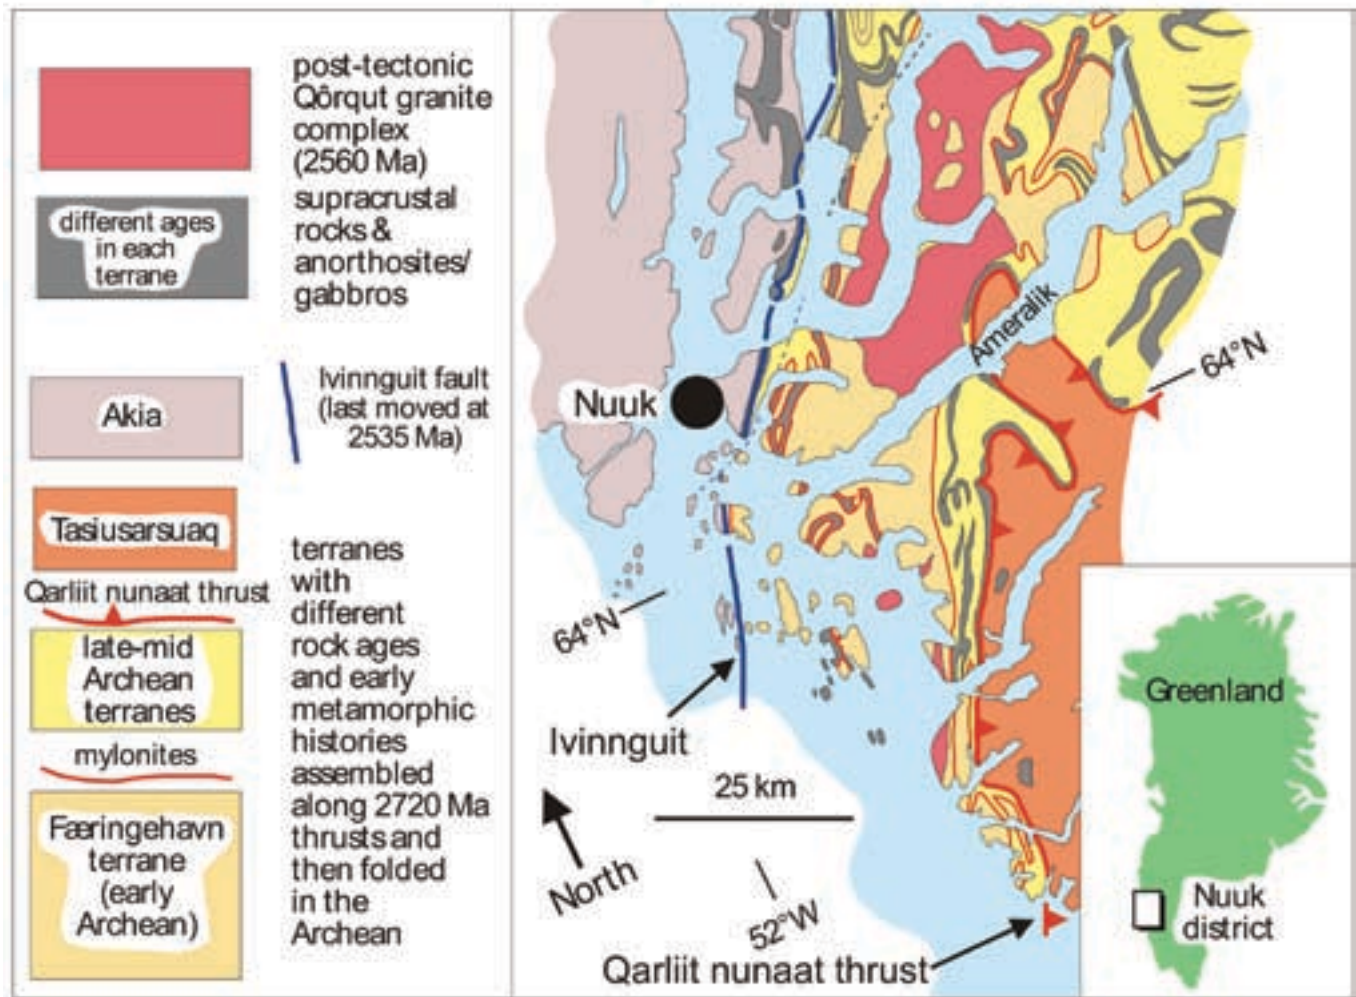 post-tectonic
Qôrqut granite
complex
(2560 Ma)
different ages
in each
terrane
supracrustal
rocks &
anorthosites/
gabbros
Akia
Ivinnguit fault
(last moved at
2535 Ma)
Tasiusarsuaq
Qarliit nunaat thrust
late-mid
Archean
terranes
mylonites
Færingehavn
terrane
(early
Archean)
terranes
with
different
rock ages
and early
metamorphic
histories
assembled
along 2720 Ma
thrusts and
then folded
in the
Archean
Ameralik
64°N
Nuuk
64°N
Ivinnguit
25 km
North
52°W
Qarliit nunaat thrust
Greenland
Nuuk
district